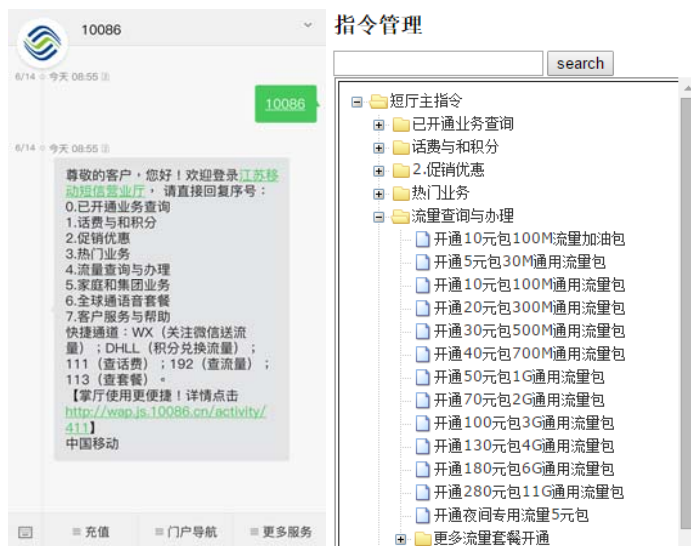 10086
6/14 今天 08:55
10086
6/14 今天 08:55
尊敬的客户，您好！欢迎登录江苏移
动短信营业厅， 请直接回复序号：
0.已开通业务查询
1.话费与和积分
2.促销优惠
3.热门业务
4.流量查询与办理
5.家庭和集团业务
6.全球通语音套餐
7.客户服务与帮助
快捷通道：WX（关注微信送流
量）；DHLL（积分兑换流量）；
111（查话费）；192（查流量）；
113（查套餐）。
【掌厅使用更便捷！详情点击
http://wap.js.10086.cn/activity/
411】
中国移动
充值
门户导航
更多服务
指令管理
search
短厅主指令
已开通业务查询
话费与和积分
2.促销优惠
热门业务
流量查询与办理
开通10元包100M流量加油包
开通5元包30M通用流量包
开通10元包100M通用流量包
开通20元包300M通用流量包
开通30元包500M通用流量包
开通40元包700M通用流量包
开通50元包1G通用流量包
开通70元包2G通用流量包
开通100元包3G通用流量包
开通130元包4G通用流量包
开通180元包6G通用流量包
开通280元包11G通用流量包
开通夜间专用流量5元包
更多流量套餐开通